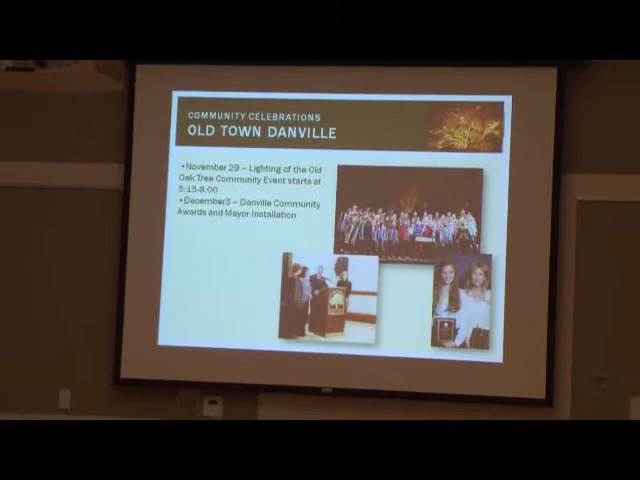 COMMUNITY CELEBRATIONS
OLD TOWN DANVILLE
•November 29 – Lighting of the Old
Oak Tree Community Event starts at
5:15-8:00
•December3 – Danville Community
Awards and Mayor Installation